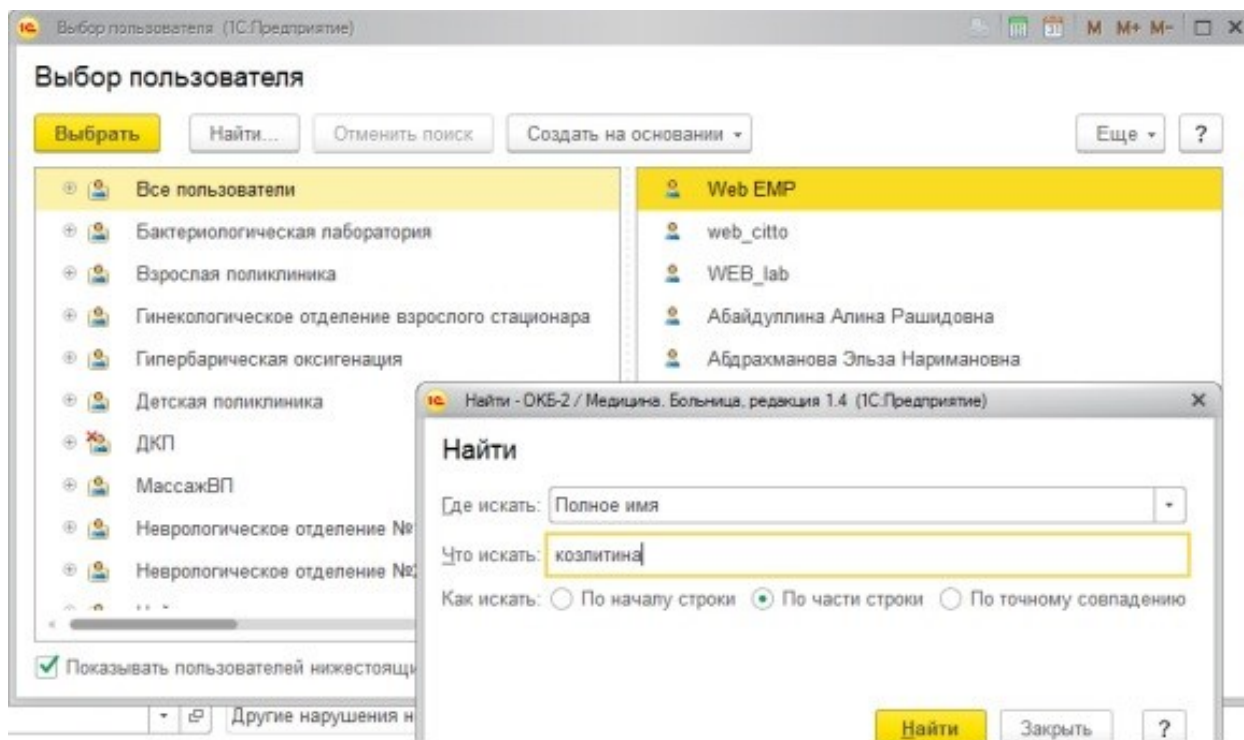 Выбор пользователя (1С:Предприятие)
M M+ M-
Выбор пользователя
Выбрать Найти... Отменить поиск Создать на основании Еще ?
Все пользователи
Бактериологическая лаборатория
Взрослая поликлиника
Гинекологическое отделение взрослого стационара
Гипербарическая оксигенация
Детская поликлиника
ДКП
МассажВП
Неврологическое отделение №
Неврологическое отделение №
Web EMP
web_citto
WEB_lab
Абайдуллина Алина Рашидовна
Абдрахманова Эльза Наримановна
Показывать пользователей нижестоящи
Другие нарушения н
Найти - ОКБ-2 / Медицина. Больница, редакция 1.4 (1С:Предприятие)
Найти
Где искать: Полное имя
Что искать: козлитина
Как искать: По началу строки По части строки По точному совпадению
Найти Закрыть ?